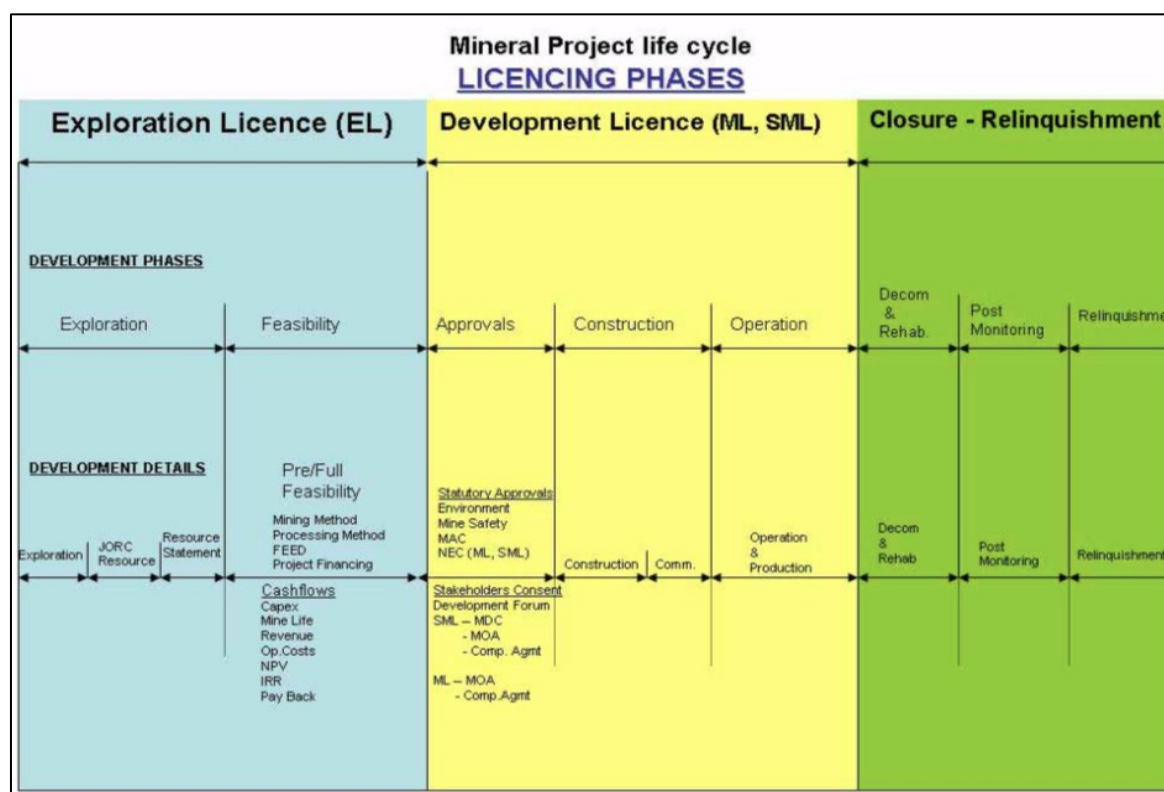 Mineral Project life cycle
LICENCING PHASES
Exploration Licence (EL)
Development Licence (ML, SML)
Closure - Relinquishment
DEVELOPMENT PHASES
Exploration
Feasibility
Approvals
Construction
Operation
Decom
&
Rehab.
Post
Monitoring
Relinquishme
DEVELOPMENT DETAILS
Exploration
JORC
Resource
Resource
Statement
Pre/Full
Feasibility
Mining Method
Processing Method
FEED
Project Financing
Cashflows
Capex
Mine Life
Revenue
Op.Costs
NPV
IRR
Pay Back
Statutory Approvals
Environment
Mine Safety
MAC
NEC (ML, SML)
Stakeholders Consent
Development Forum
SML – MDC
- MOA
- Comp. Agmt
ML – MOA
- Comp.Agmt
Construction
Comm.
Operation
&
Production
Decom
&
Rehab
Post
Monitoring
Relinquishment